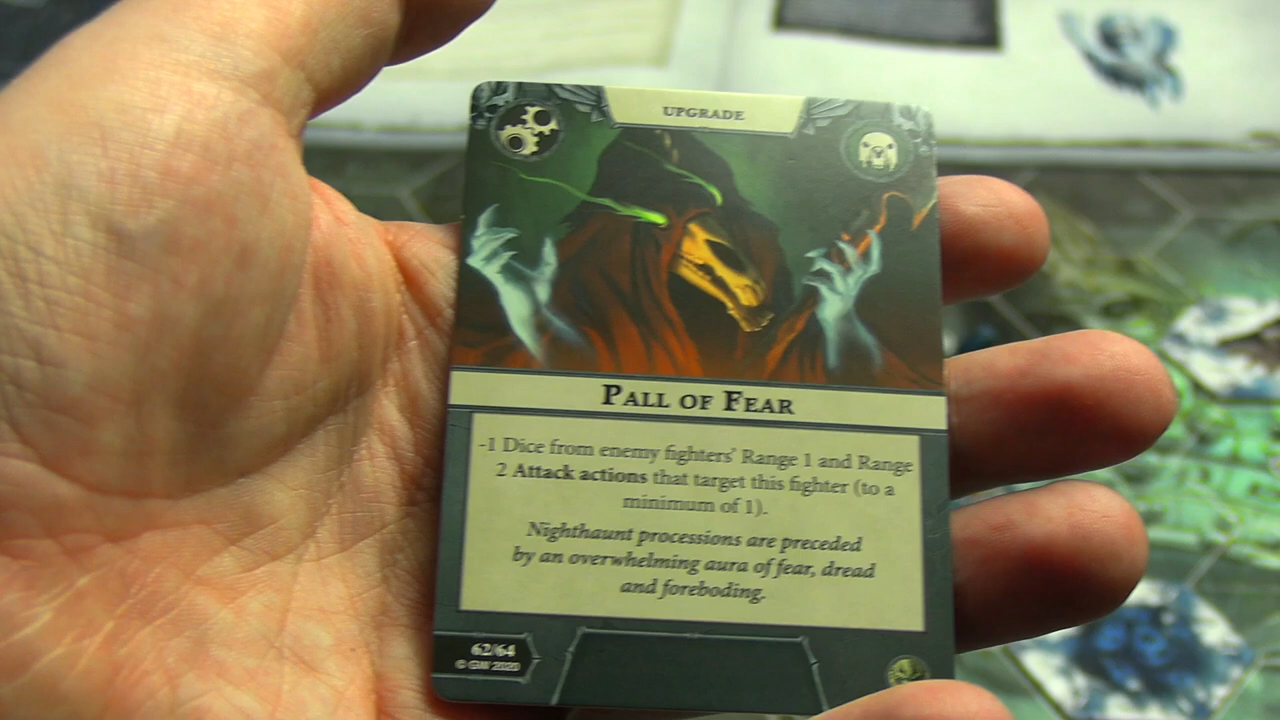 UPGRADE
PALL OF FEAR
-1 Dice from enemy fighters' Range 1 and Range
2 Attack actions that target this fighter (to a
minimum of 1).
Nighthaunt processions are preceded
by an overwhelming aura of fear, dread
and foreboding.
62/64
© GW 2020